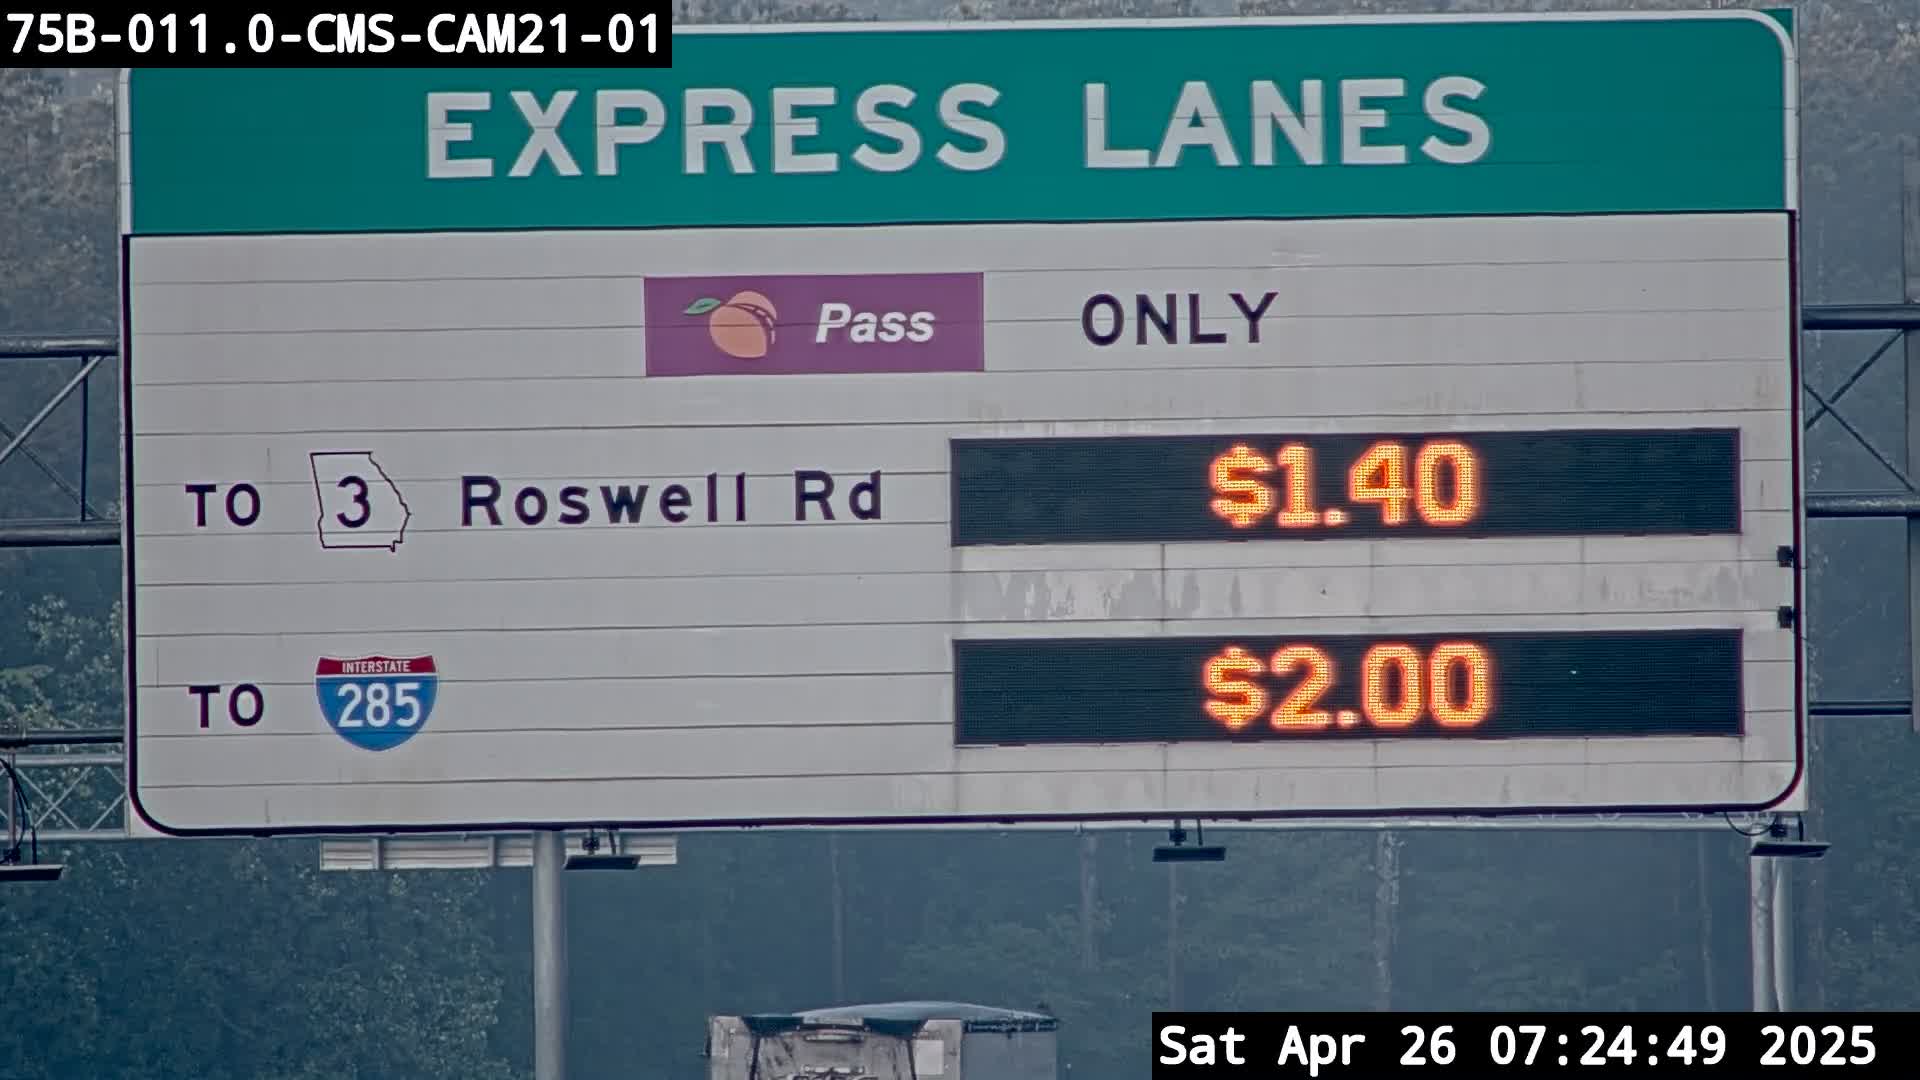 75B-011.0-CMS-CAM21-01
EXPRESS LANES
Pass ONLY
TO 3 Roswell Rd $1.40
TO INTERSTATE 285 $2.00
Sat Apr 26 07:24:49 2025